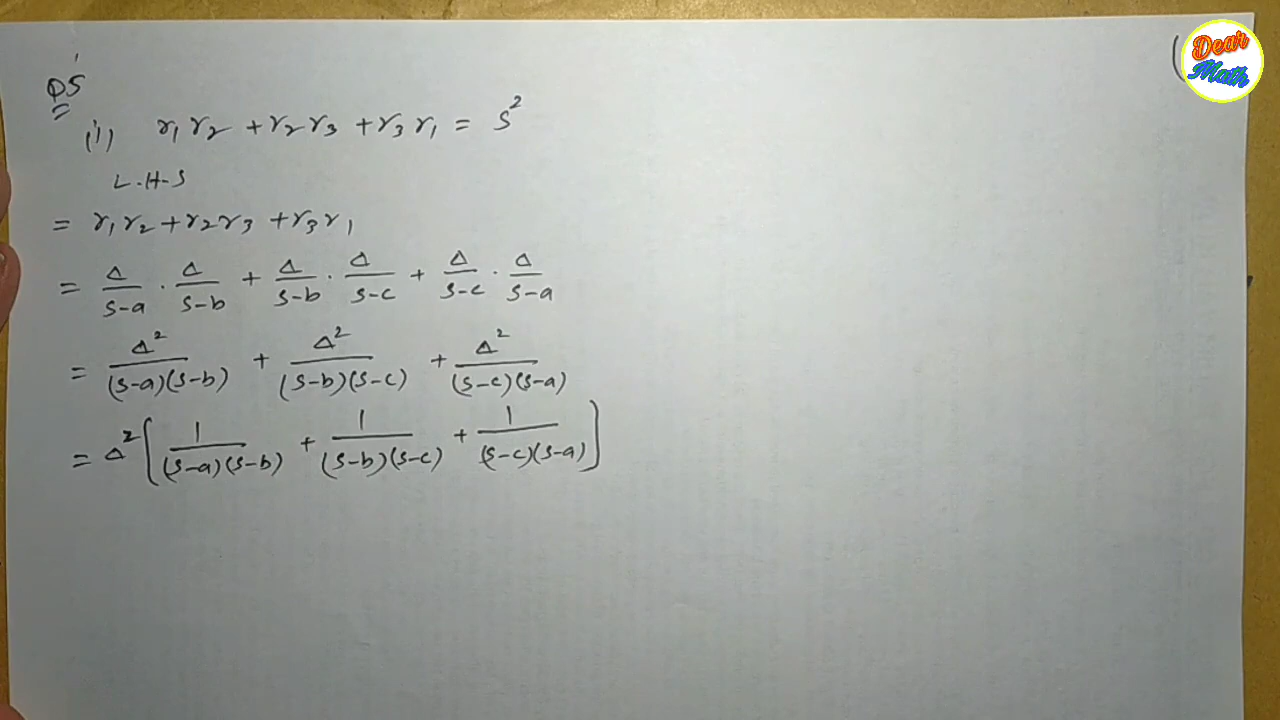 Dear Math
Q5
(i) r₁r₂ + r₂r₃ + r₃r₁ = s²
L.H.S
= r₁r₂ + r₂r₃ + r₃r₁
= Δ/(s-a) · Δ/(s-b) + Δ/(s-b) · Δ/(s-c) + Δ/(s-c) · Δ/(s-a)
= Δ²/((s-a)(s-b)) + Δ²/((s-b)(s-c)) + Δ²/((s-c)(s-a))
= Δ²[1/((s-a)(s-b)) + 1/((s-b)(s-c)) + 1/((s-c)(s-a))]